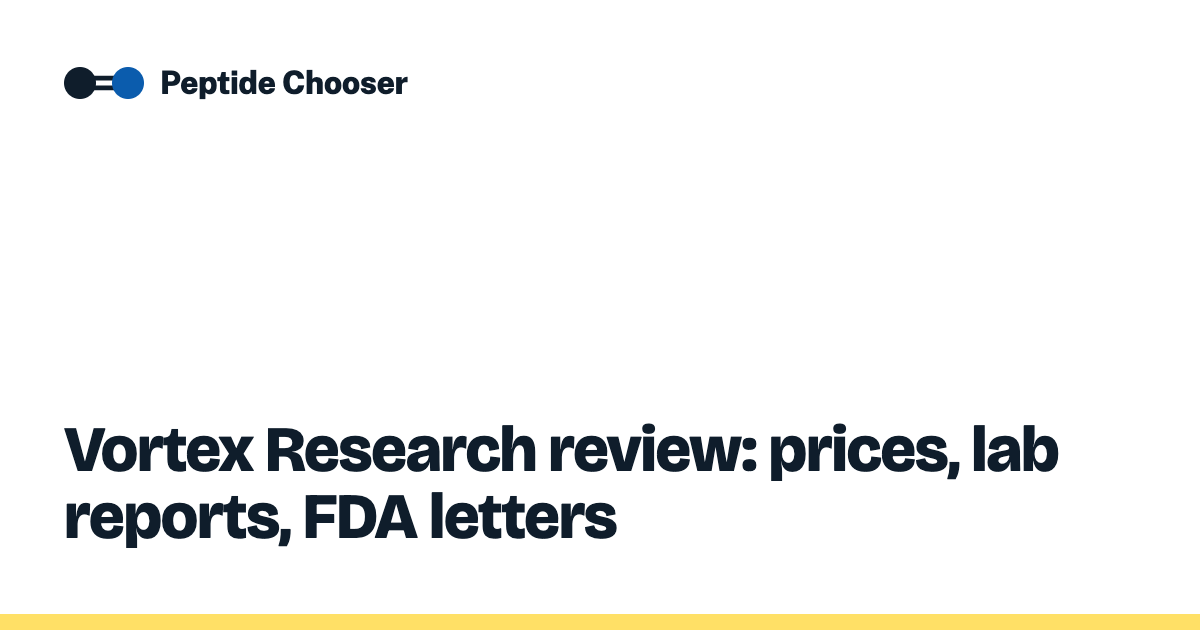 Peptide Chooser
Vortex Research review: prices, lab
reports, FDA letters